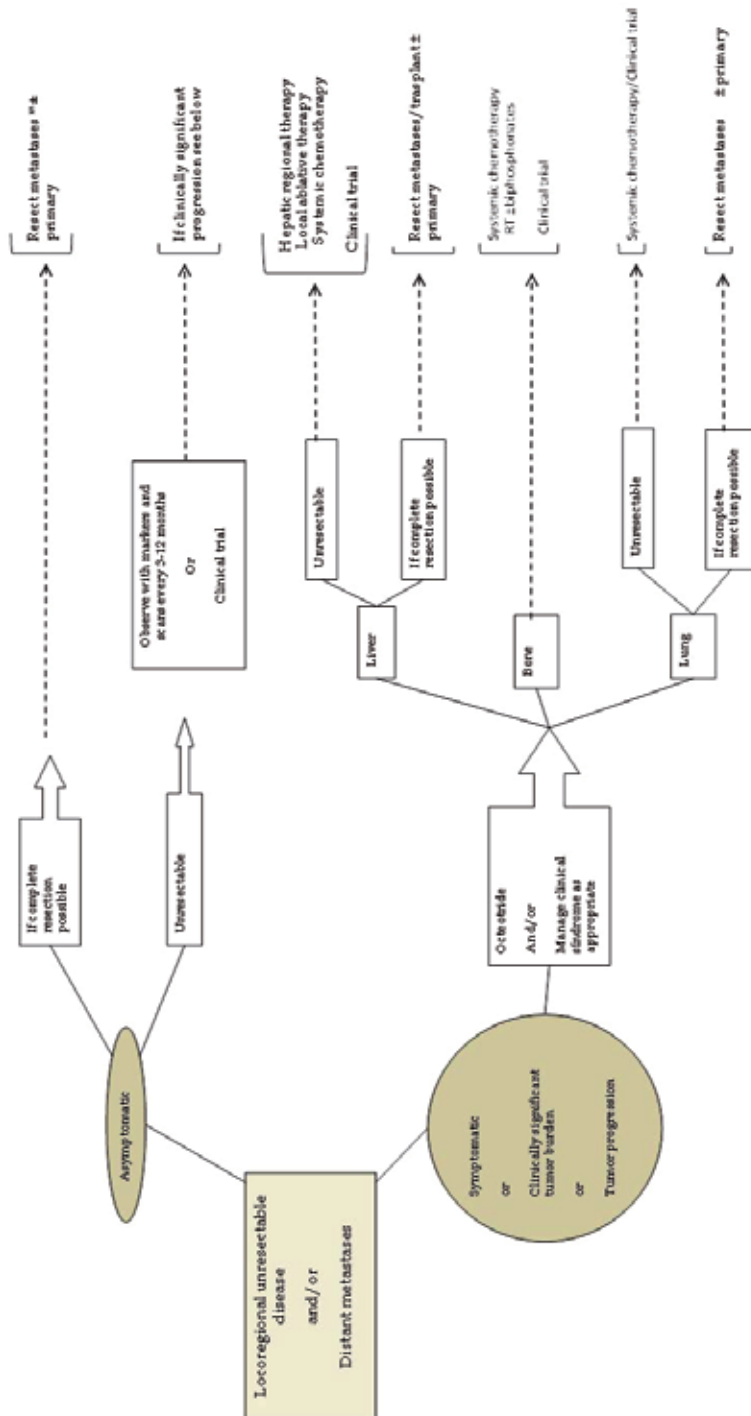 Locoregional unresectable
disease
and/or
Distant metastases
Asymptomatic
If complete
resection
possible
Resect metastases
primary
Unresectable
Observe with markers and
scans every 3-12 months
Or
Clinical trial
If clinically significant
progression see below
Symptomatic
or
Clinically significant
tumor burden
or
Tumor progression
Octeotride
And/or
Manage clinical
sindrome as
appropriate
Liver
Unresectable
Hepatic regional therapy
Local ablative therapy
Systemic chemotherapy
Clinical trial
If complete
resection possible
Resect metastases/trasplant ±
primary
Bone
Systemic chemotherapy
RT ± biphosphonates
Clinical trial
Lung
Unresectable
Systemic chemotherapy/Clinical trial
If complete
resection possible
Resect metastases ± primary